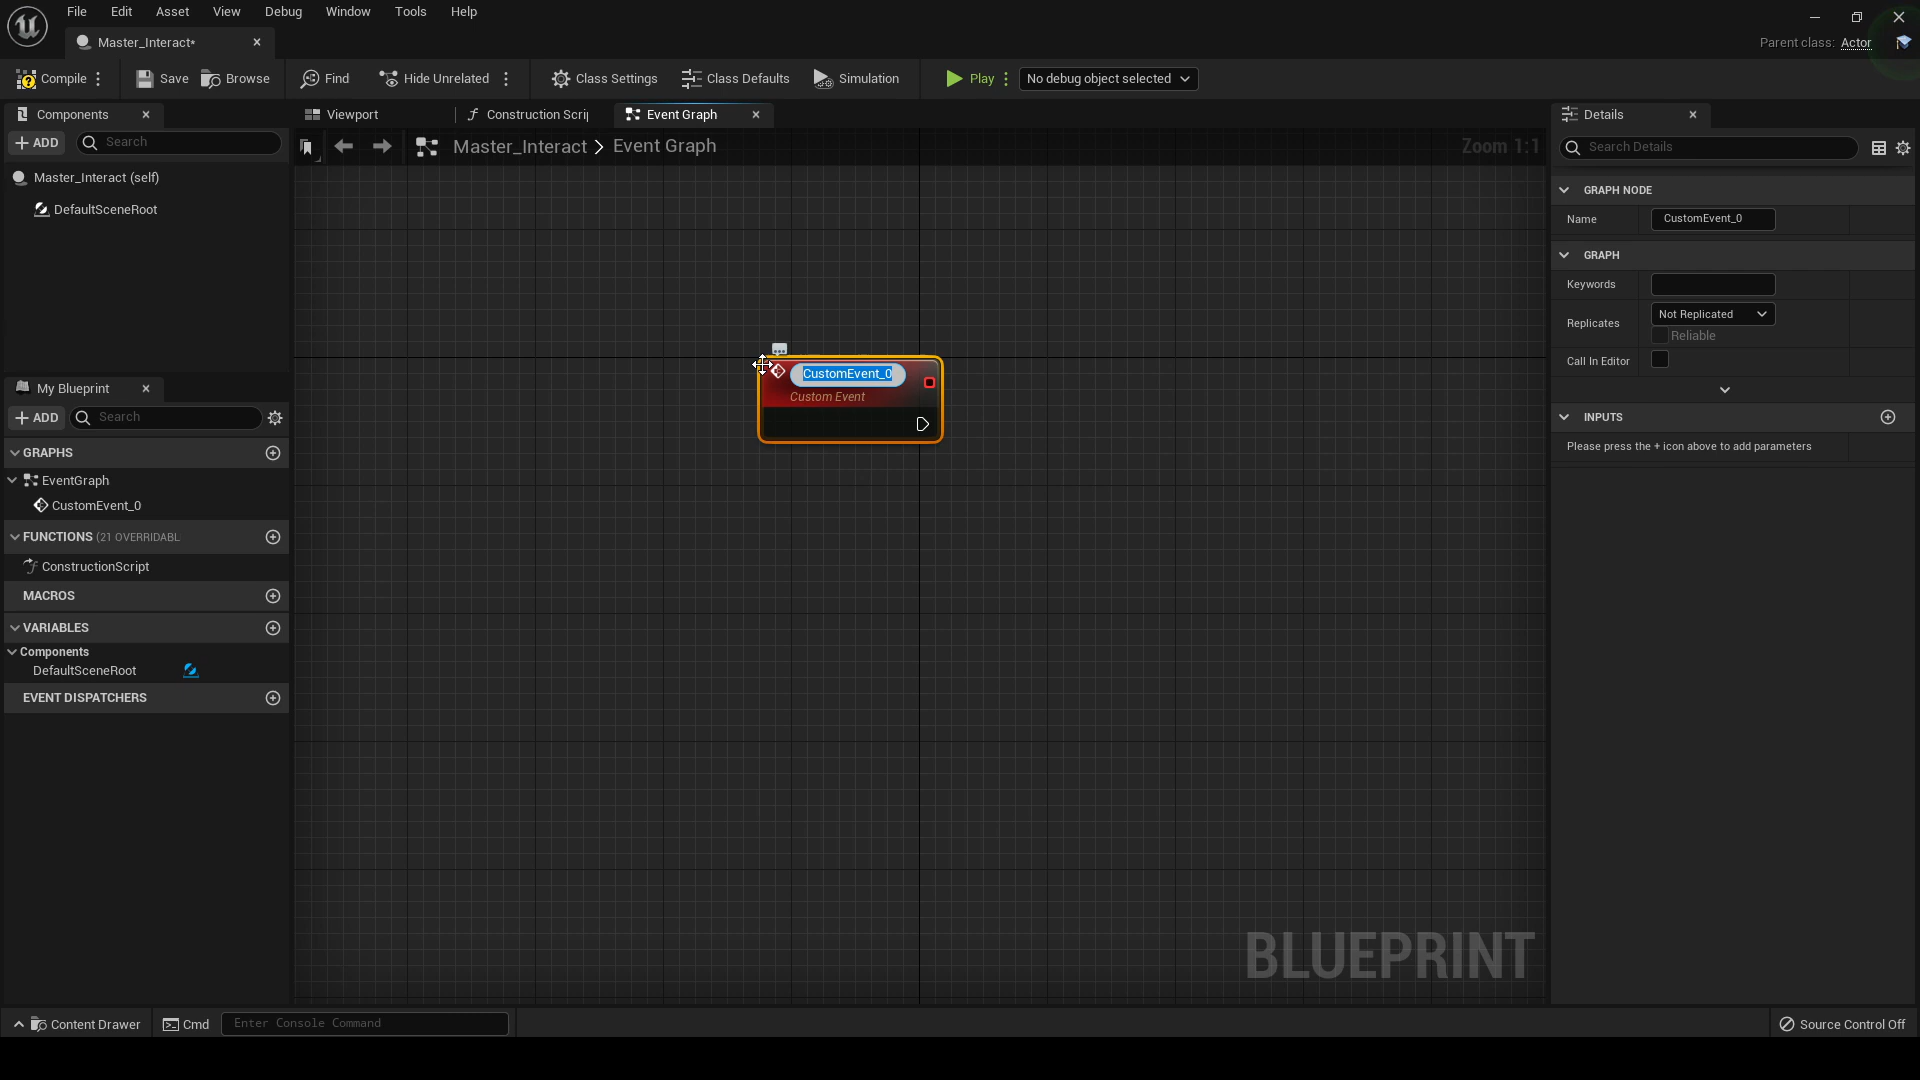 File Edit Asset View Debug Window Tools Help
Master_Interact*
Parent class: Actor
Compile Save Browse Find Hide Unrelated Class Settings Class Defaults Simulation Play No debug object selected
Components
ADD Search
Master_Interact (self)
DefaultSceneRoot
My Blueprint
ADD Search
GRAPHS
EventGraph
CustomEvent_0
FUNCTIONS (21 OVERRIDABL
ConstructionScript
MACROS
VARIABLES
Components
DefaultSceneRoot
EVENT DISPATCHERS
Viewport Construction Scrip Event Graph
Master_Interact > Event Graph
Zoom 1:1
CustomEvent_0
Custom Event
BLUEPRINT
Details
Search Details
GRAPH NODE
Name CustomEvent_0
GRAPH
Keywords
Replicates Not Replicated
Reliable
Call In Editor
INPUTS
Please press the + icon above to add parameters
Content Drawer Cmd Enter Console Command
Source Control Off